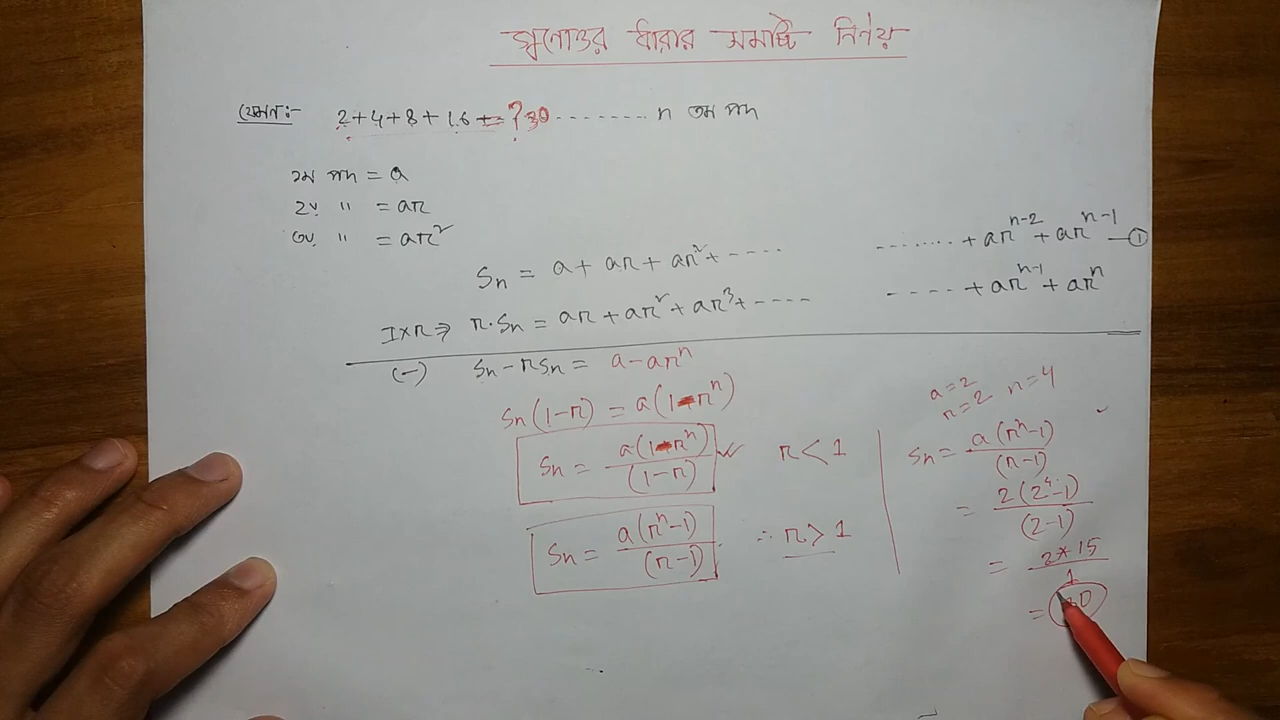 গুনোত্তর ধারার সমষ্টি নির্ণয়
যেমন:- 2+4+8+16 += ? 30 ........ n তম পদ
১ম পদ = a
২য় " = ar
৩য় " = ar²
Sₙ = a + ar + ar² + ---- ....... + arⁿ⁻² + arⁿ⁻¹ —①
I×r ⇒ r·Sₙ = ar + ar² + ar³ + ---- ----- + arⁿ⁻¹ + arⁿ
(-) Sₙ - rSₙ = a - arⁿ
Sₙ(1-r) = a(1-rⁿ)
Sₙ = a(1-rⁿ)/(1-r) ✓ r < 1
Sₙ = a(rⁿ-1)/(r-1) ∴ r > 1
a=2
r=2 n=4
Sₙ = a(rⁿ-1)/(r-1)
= 2(2⁴-1)/(2-1)
= 2*15/1
= 30